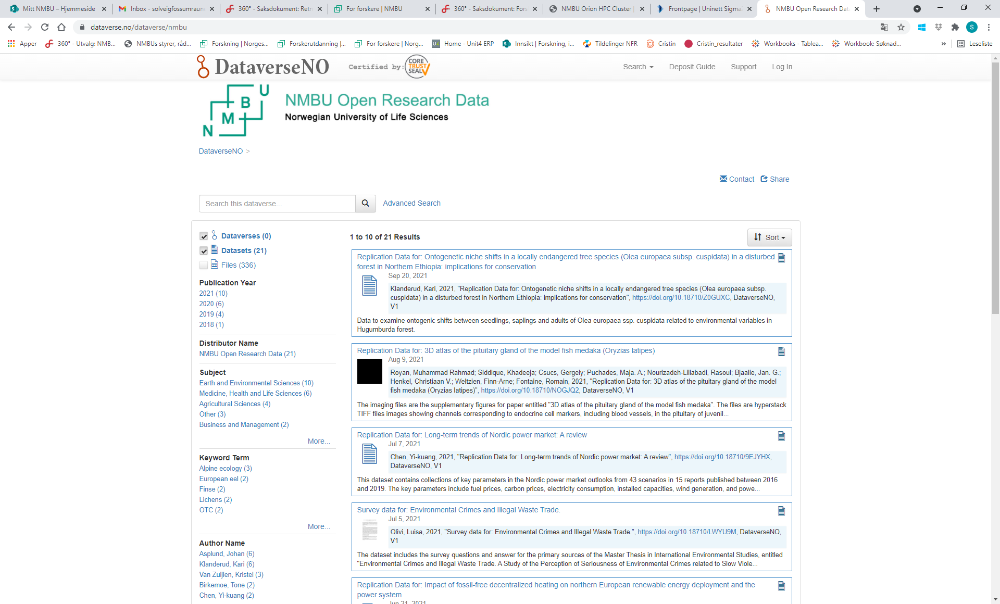 Mitt NMBU – Hjemmeside
Inbox - solveigfossumraun
360° - Saksdokument: Retn
For forskere | NMBU
360° - Saksdokument: Fors
NMBU Orion HPC Cluster |
Frontpage | Uninett Sigma
NMBU Open Research Dat
dataverse.no/dataverse/nmbu
S
Apper
360° - Utvalg: NMB...
NMBUs styrer, råd...
Forskning | Norges...
Forskerutdanning |...
For forskere | Norg...
Home - Unit4 ERP
Innsikt | Forskning, i...
Tildelinger NFR
Cristin
Cristin_resultater
Workbooks - Tablea...
Workbook: Søknad...
»
Leseliste
DataverseNO
Certified by:
CORE
TRUST
SEAL
Search
Deposit Guide
Support
Log In
N M B U
NMBU Open Research Data
Norwegian University of Life Sciences
DataverseNO >
Contact
Share
Search this dataverse...
Advanced Search
Dataverses (0)
Datasets (21)
Files (336)
Publication Year
2021 (10)
2020 (6)
2019 (4)
2018 (1)
Distributor Name
NMBU Open Research Data (21)
Subject
Earth and Environmental Sciences (10)
Medicine, Health and Life Sciences (6)
Agricultural Sciences (4)
Other (3)
Business and Management (2)
More...
Keyword Term
Alpine ecology (3)
European eel (2)
Finse (2)
Lichens (2)
OTC (2)
More...
Author Name
Asplund, Johan (6)
Klanderud, Kari (6)
Van Zuijlen, Kristel (3)
Birkemoe, Tone (2)
Chen, Yi-kuang (2)
1 to 10 of 21 Results
Sort
Replication Data for: Ontogenetic niche shifts in a locally endangered tree species (Olea europaea subsp. cuspidata) in a disturbed
forest in Northern Ethiopia: implications for conservation
Sep 20, 2021
Klanderud, Kari, 2021, "Replication Data for: Ontogenetic niche shifts in a locally endangered tree species (Olea europaea subsp.
cuspidata) in a disturbed forest in Northern Ethiopia: implications for conservation", https://doi.org/10.18710/Z0GUXC, DataverseNO,
V1
Data to examine ontogenic shifts between seedlings, saplings and adults of Olea europaea ssp. cuspidata related to environmental variables in
Hugumburda forest.
Replication Data for: 3D atlas of the pituitary gland of the model fish medaka (Oryzias latipes)
Aug 9, 2021
Royan, Muhammad Rahmad; Siddique, Khadeeja; Csucs, Gergely; Puchades, Maja. A.; Nourizadeh-Lillabadi, Rasoul; Bjaalie, Jan. G.;
Henkel, Christiaan V.; Weltzien, Finn-Arne; Fontaine, Romain, 2021, "Replication Data for: 3D atlas of the pituitary gland of the model
fish medaka (Oryzias latipes)", https://doi.org/10.18710/NOGJQ2, DataverseNO, V1
The imaging files are the supplementary figures for paper entitled "3D atlas of the pituitary gland of the model fish medaka". The files are hyperstack
TIFF files images showing channels corresponding to endocrine cell markers, including blood vessels, in the pituitary of juvenil...
Replication Data for: Long-term trends of Nordic power market: A review
Jul 7, 2021
Chen, Yi-kuang, 2021, "Replication Data for: Long-term trends of Nordic power market: A review", https://doi.org/10.18710/9EJYHX,
DataverseNO, V1
This dataset contains collections of key parameters in the Nordic power market outlooks from 43 scenarios in 15 reports published between 2016
and 2019. The key parameters include fuel prices, carbon prices, electricity consumption, installed capacities, wind generation, and powe...
Survey data for: Environmental Crimes and Illegal Waste Trade.
Jul 5, 2021
Olivi, Luisa, 2021, "Survey data for: Environmental Crimes and Illegal Waste Trade.", https://doi.org/10.18710/LWYU9M, DataverseNO,
V1
The dataset includes the survey questions and answer for the primary sources of the Master Thesis in International Environmental Studies, entitled
"Environmental Crimes and Illegal Waste Trade. A Study of the Perception of Seriousness of Environmental Crimes related to Slow Viole...
Replication Data for: Impact of fossil-free decentralized heating on northern European renewable energy deployment and the
power system
Jun 21, 2021